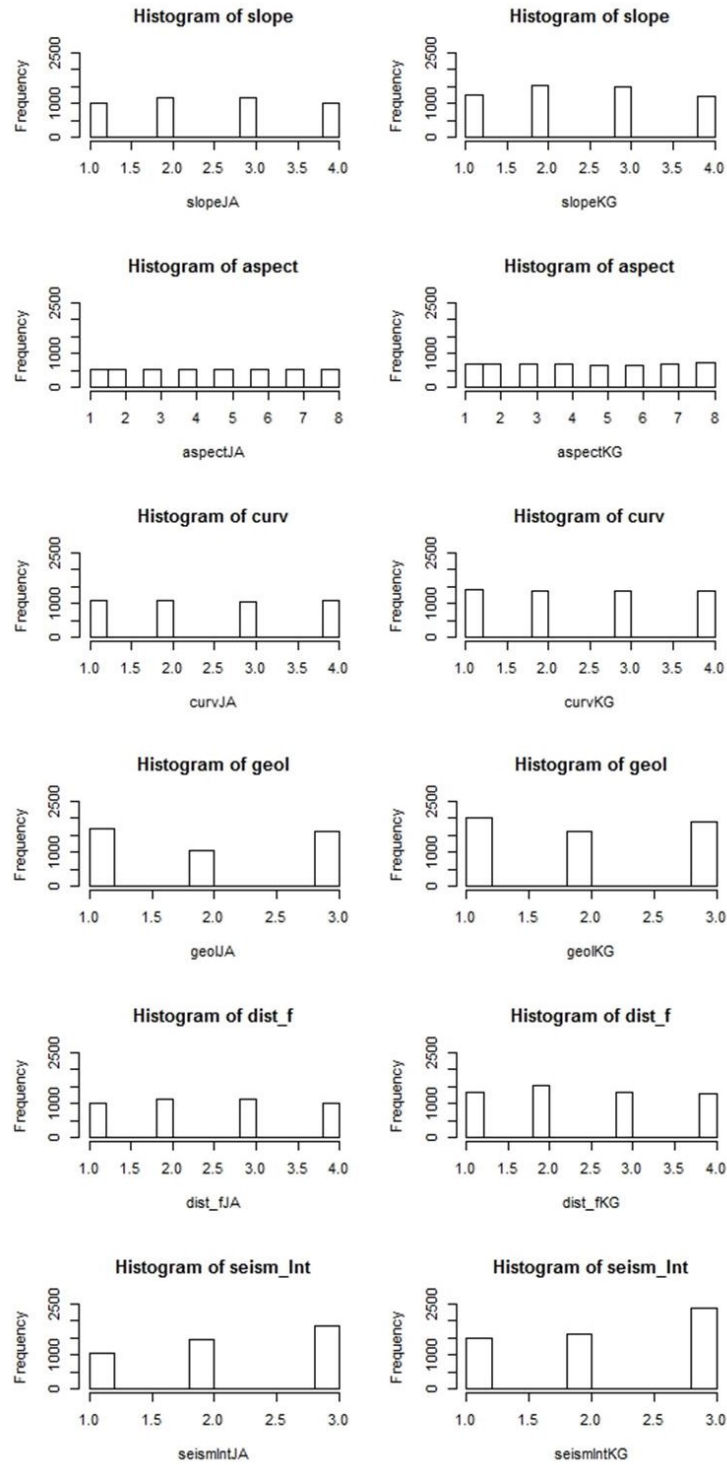 Histogram of slope
Frequency
0 1000 2500
1.0 1.5 2.0 2.5 3.0 3.5 4.0
slopeJA
Histogram of slope
Frequency
0 1000 2500
1.0 1.5 2.0 2.5 3.0 3.5 4.0
slopeKG
Histogram of aspect
Frequency
0 1000 2500
1 2 3 4 5 6 7 8
aspectJA
Histogram of aspect
Frequency
0 1000 2500
1 2 3 4 5 6 7 8
aspectKG
Histogram of curv
Frequency
0 1000 2500
1.0 1.5 2.0 2.5 3.0 3.5 4.0
curvJA
Histogram of curv
Frequency
0 1000 2500
1.0 1.5 2.0 2.5 3.0 3.5 4.0
curvKG
Histogram of geol
Frequency
0 1000 2500
1.0 1.5 2.0 2.5 3.0
geolJA
Histogram of geol
Frequency
0 1000 2500
1.0 1.5 2.0 2.5 3.0
geolKG
Histogram of dist_f
Frequency
0 1000 2500
1.0 1.5 2.0 2.5 3.0 3.5 4.0
dist_fJA
Histogram of dist_f
Frequency
0 1000 2500
1.0 1.5 2.0 2.5 3.0 3.5 4.0
dist_fKG
Histogram of seism_Int
Frequency
0 1000 2500
1.0 1.5 2.0 2.5 3.0
seismIntJA
Histogram of seism_Int
Frequency
0 1000 2500
1.0 1.5 2.0 2.5 3.0
seismIntKG